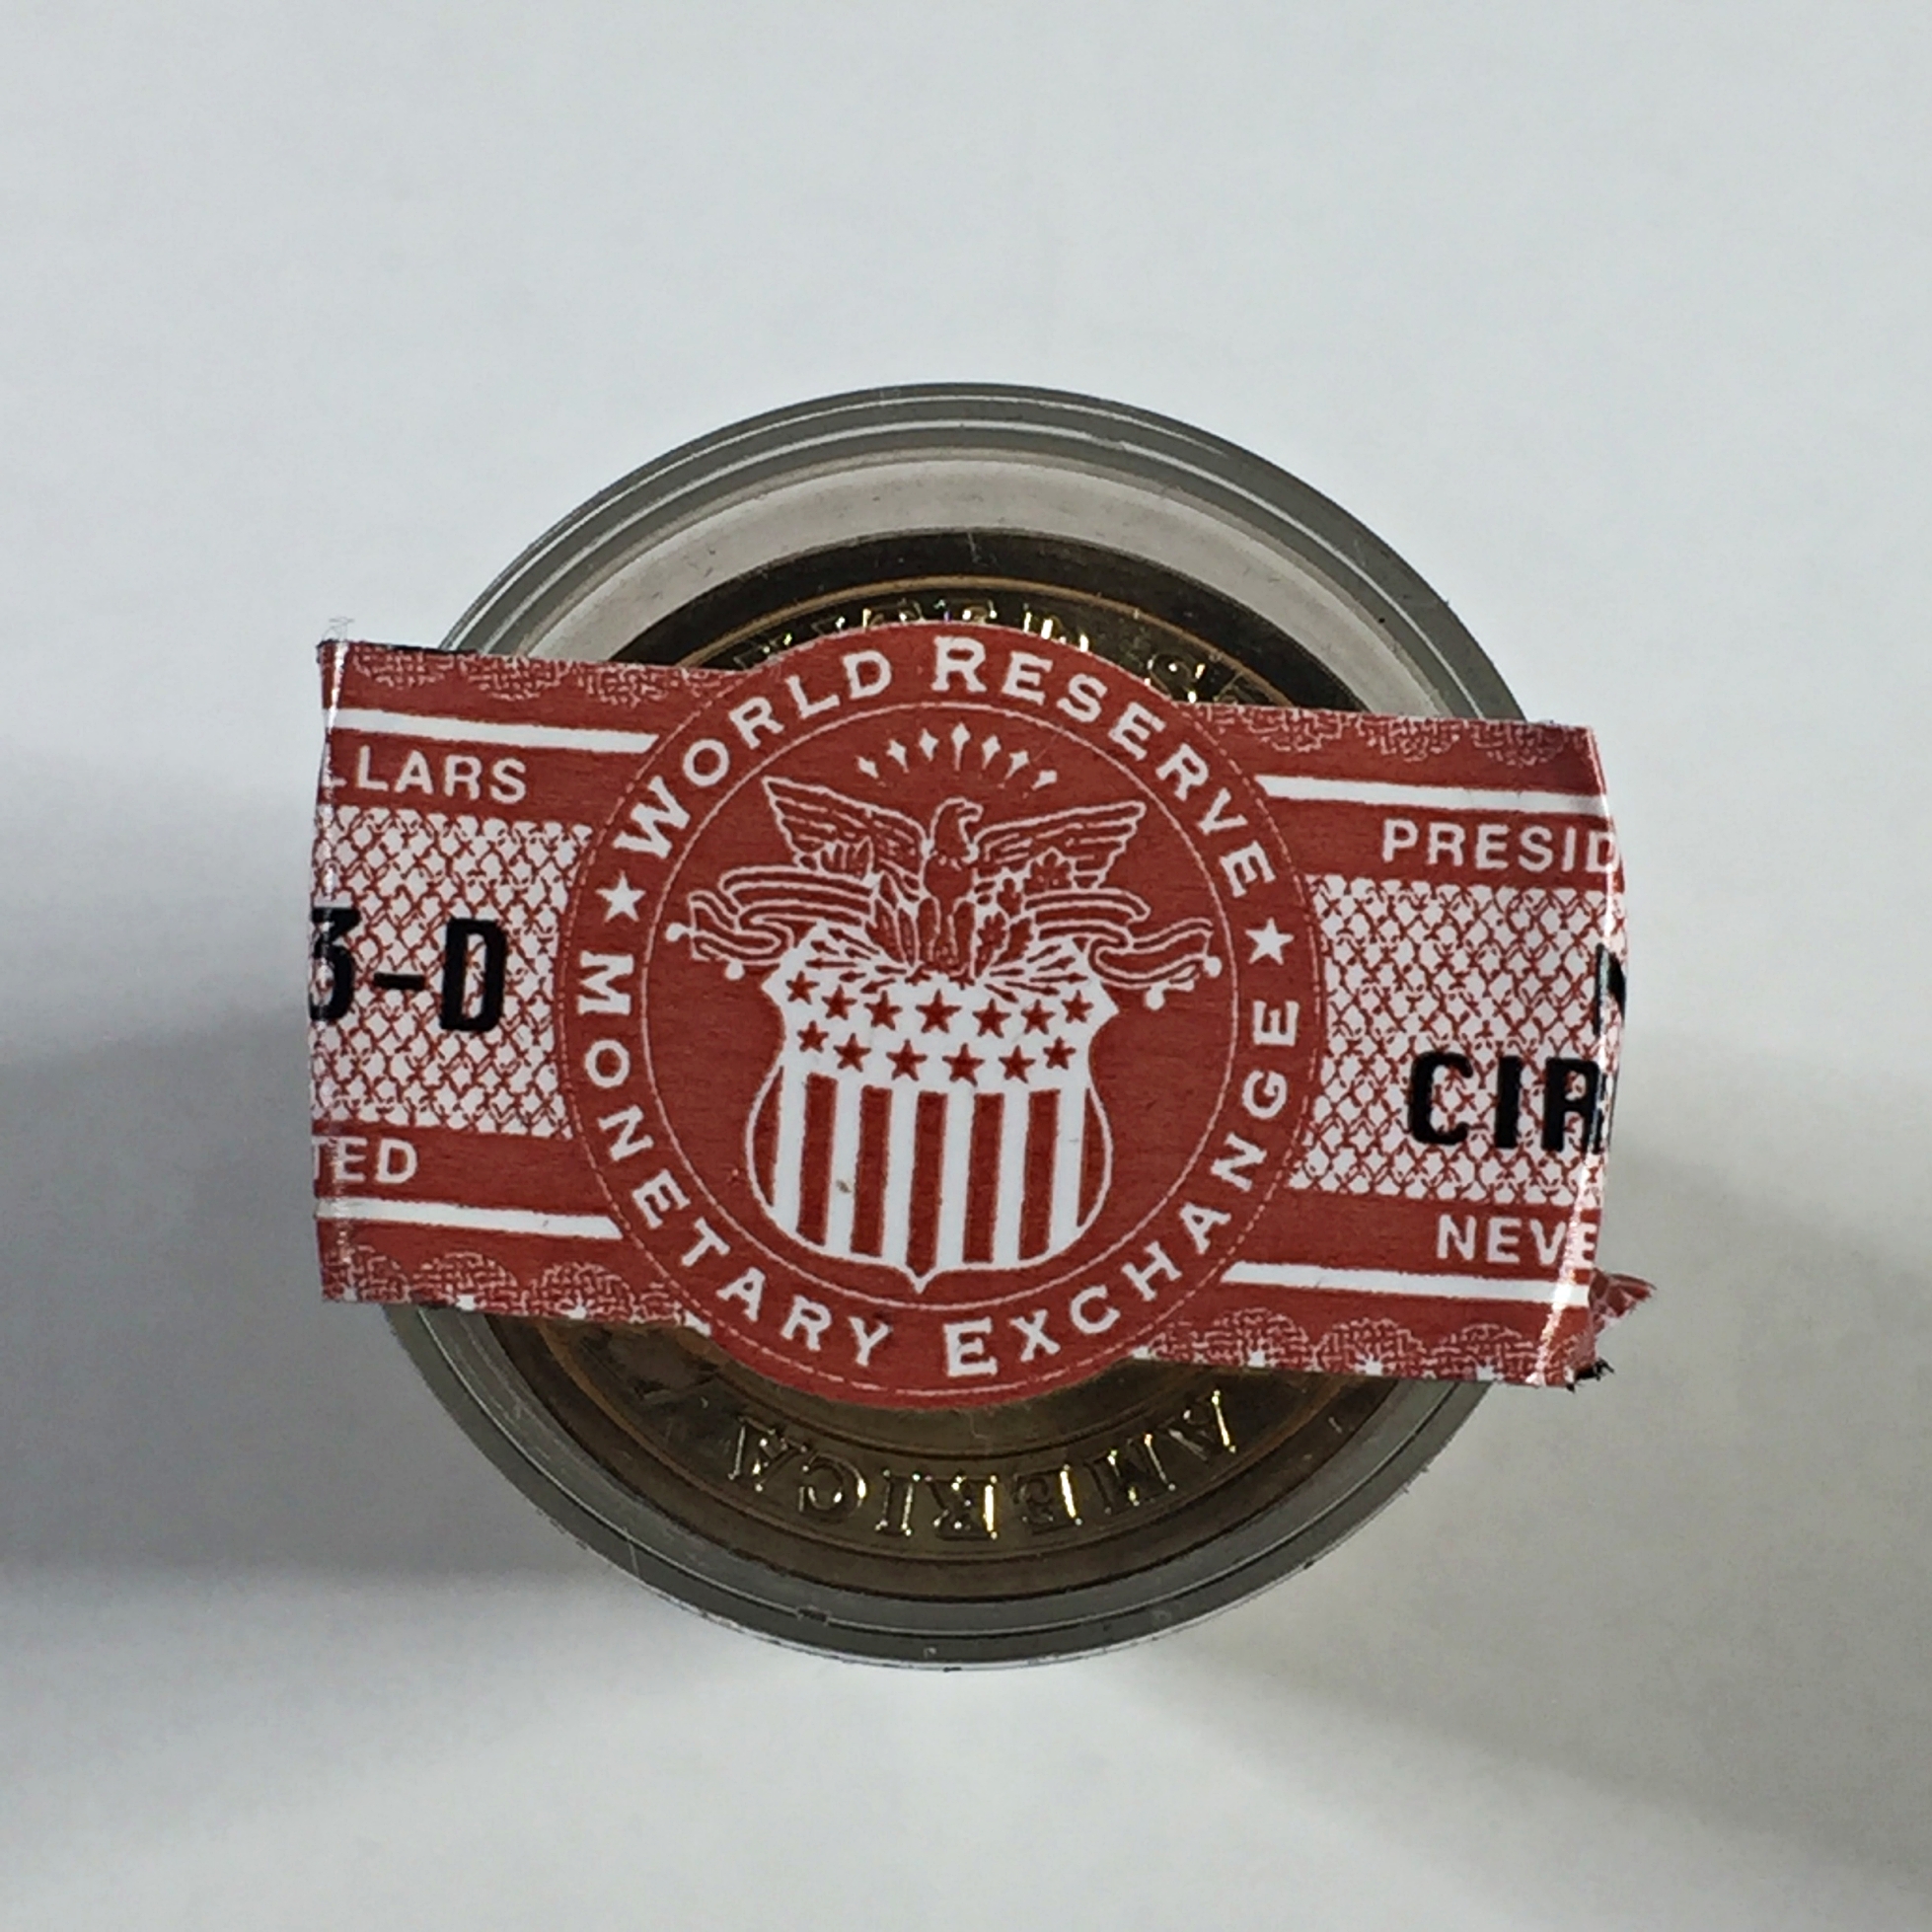 WORLD RESERVE
MONETARY EXCHANGE
LLARS
3-D
TED
PRESID
CIR
NEVE
AMERICA